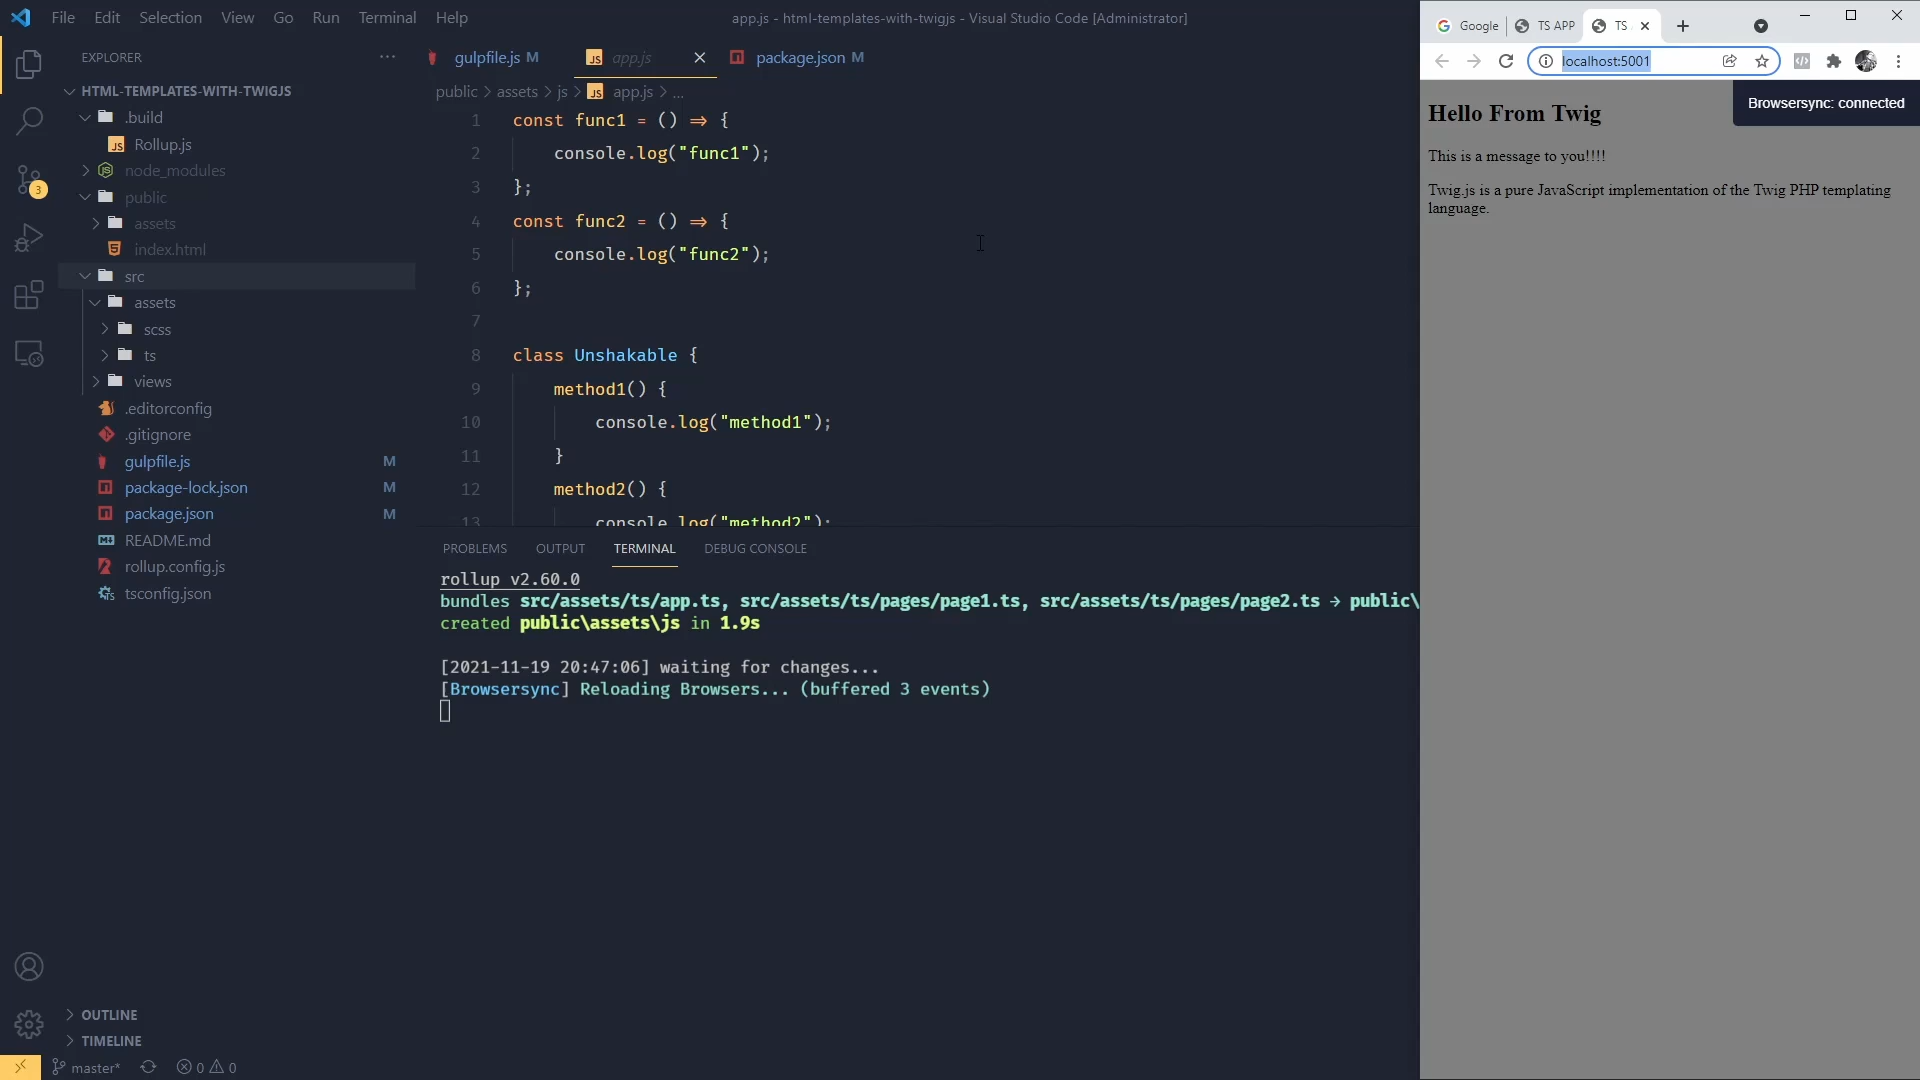 File Edit Selection View Go Run Terminal Help
app.js - html-templates-with-twigjs - Visual Studio Code [Administrator]
EXPLORER
HTML-TEMPLATES-WITH-TWIGJS
.build
JS Rollup.js
node_modules
public
assets
index.html
src
assets
scss
ts
views
.editorconfig
.gitignore
gulpfile.js M
package-lock.json M
package.json M
README.md
rollup.config.js
tsconfig.json
OUTLINE
TIMELINE
3
master* 0 0
gulpfile.js M JS app.js package.json M
public > assets > js > JS app.js > ...
1 const func1 = () => {
2 console.log("func1");
3 };
4 const func2 = () => {
5 console.log("func2");
6 };
7
8 class Unshakable {
9 method1() {
10 console.log("method1");
11 }
12 method2() {
13 console.log("method2");
PROBLEMS OUTPUT TERMINAL DEBUG CONSOLE
rollup v2.60.0
bundles src/assets/ts/app.ts, src/assets/ts/pages/page1.ts, src/assets/ts/pages/page2.ts → public\
created public\assets\js in 1.9s
[2021-11-19 20:47:06] waiting for changes...
[Browsersync] Reloading Browsers... (buffered 3 events)
Google TS APP TS
localhost:5001
Browsersync: connected
Hello From Twig
This is a message to you!!!!
Twig.js is a pure JavaScript implementation of the Twig PHP templating
language.